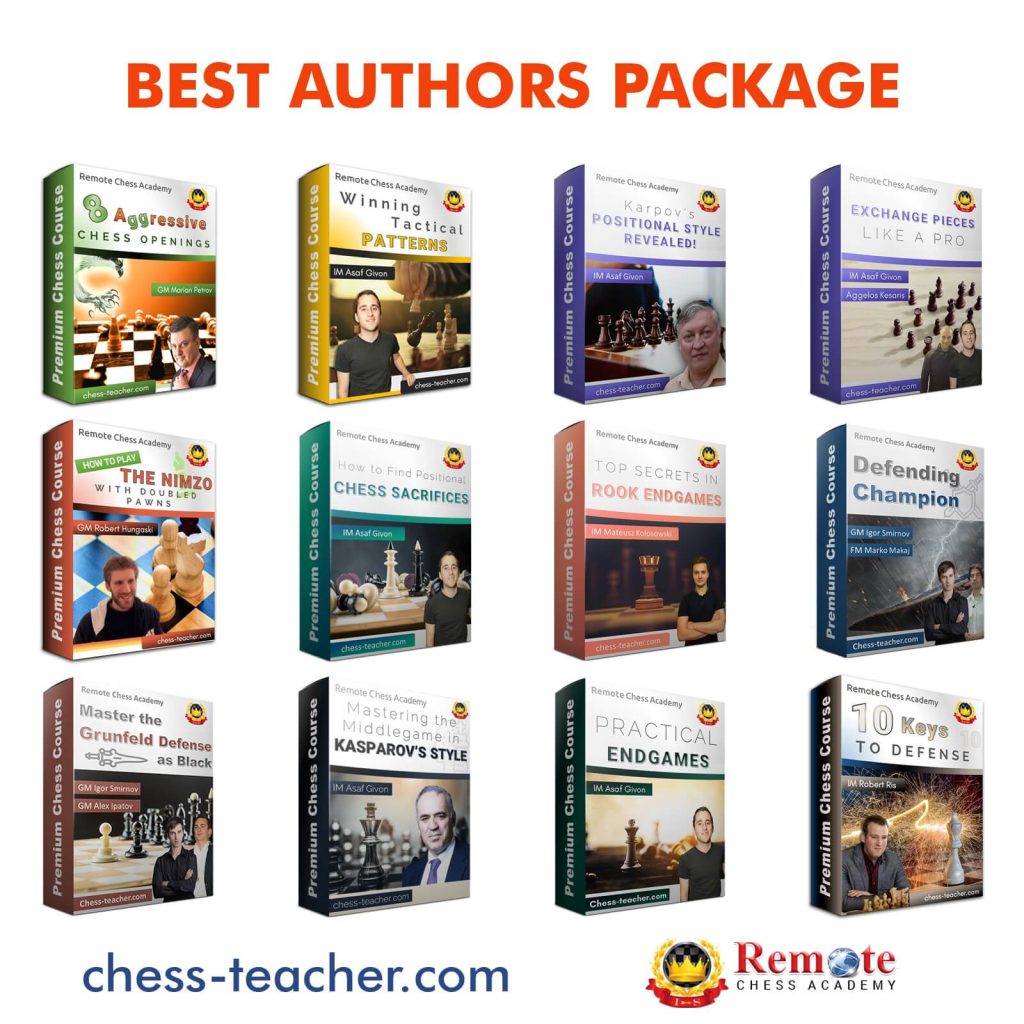 BEST AUTHORS PACKAGE
Premium Chess Course
Remote Chess Academy
8 Aggressive
CHESS OPENINGS
GM Marian Petrov
chess-teacher.com
Premium Chess Course
Remote Chess Academy
Winning
Tactical
PATTERNS
IM Asaf Givon
chess-teacher.com
Premium Chess Course
Remote Chess Academy
Karpov's
POSITIONAL STYLE
REVEALED!
IM Asaf Givon
chess-teacher.com
Premium Chess Course
Remote Chess Academy
EXCHANGE PIECES
LIKE A PRO
IM Asaf Givon
Aggelos Kesaris
chess-teacher.com
Premium Chess Course
Remote Chess Academy
HOW TO PLAY
THE NIMZO
WITH DOUBLED
PAWNS
GM Robert Hungaski
chess-teacher.com
Premium Chess Course
Remote Chess Academy
How to Find Positional
CHESS SACRIFICES
IM Asaf Givon
chess-teacher.com
Premium Chess Course
Remote Chess Academy
TOP SECRETS IN
ROOK ENDGAMES
IM Mateusz Kolosowski
chess-teacher.com
Premium Chess Course
Remote Chess Academy
Defending
Champion
GM Igor Smirnov
FM Marko Makaj
Chess-teacher.com
Premium Chess Course
Remote Chess Academy
Master the
Grunfeld Defense
as Black
GM Igor Smirnov
GM Alex Ipatov
Chess-teacher.com
Premium Chess Course
Remote Chess Academy
Mastering the
Middlegame in
KASPAROV'S STYLE
IM Asaf Givon
chess-teacher.com
Premium Chess Course
Remote Chess Academy
PRACTICAL
ENDGAMES
IM Asaf Givon
Chess-teacher.com
Premium Chess Course
Remote Chess Academy
10 Keys
10
TO DEFENSE
IM Robert Ris
chess-teacher.com
chess-teacher.com
1-8
Remote
CHESS ACADEMY